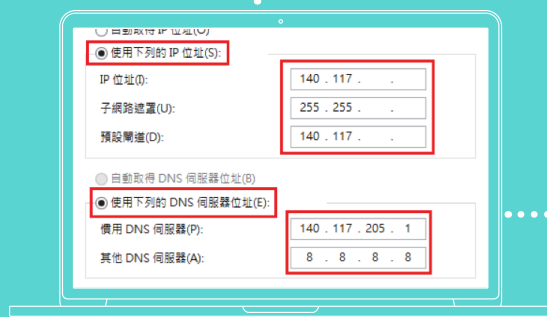 自動取得 IP 位址(O)
使用下列的 IP 位址(S):
IP 位址(I): 140 . 117 . .
子網路遮罩(U): 255 . 255 . .
預設閘道(D): 140 . 117 . .
自動取得 DNS 伺服器位址(B)
使用下列的 DNS 伺服器位址(E):
慣用 DNS 伺服器(P): 140 . 117 . 205 . 1
其他 DNS 伺服器(A): 8 . 8 . 8 . 8